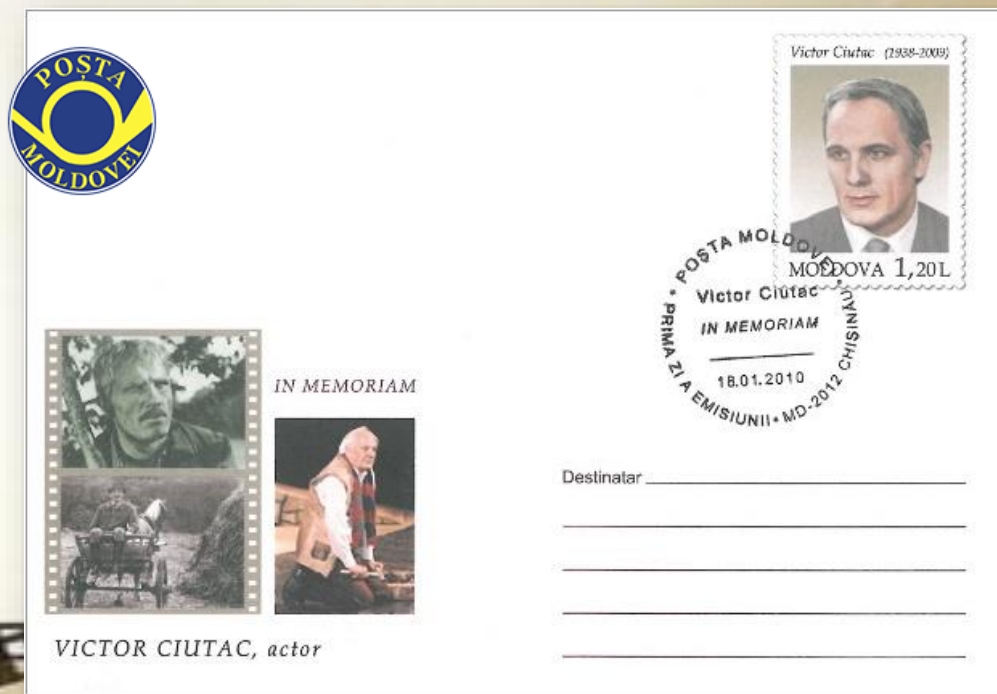 POȘTA
MOLDOVEI
Victor Ciutac (1938-2009)
MOLDOVA 1,20L
POȘTA MOLDOVEI • MD-2012 CHIȘINĂU
PRIMA ZI A EMISIUNII
Victor Ciutac
IN MEMORIAM
18.01.2010
IN MEMORIAM
Destinatar
VICTOR CIUTAC, actor